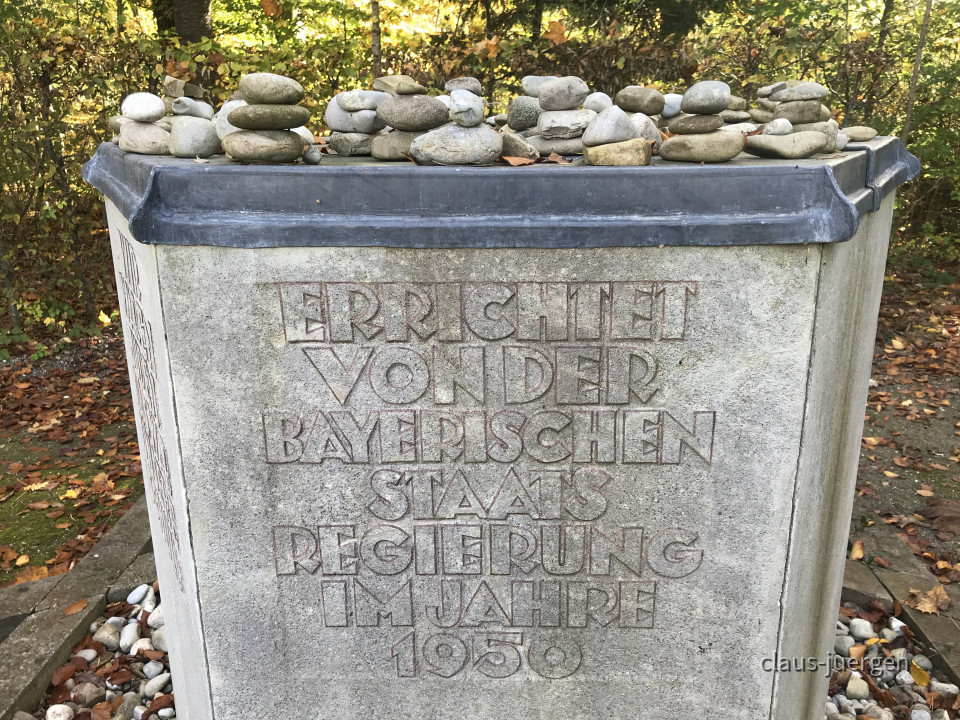 ERRICHTET
VON DER
BAYERISCHEN
STAATS
REGIERUNG
IM JAHRE
1950
claus-juergen